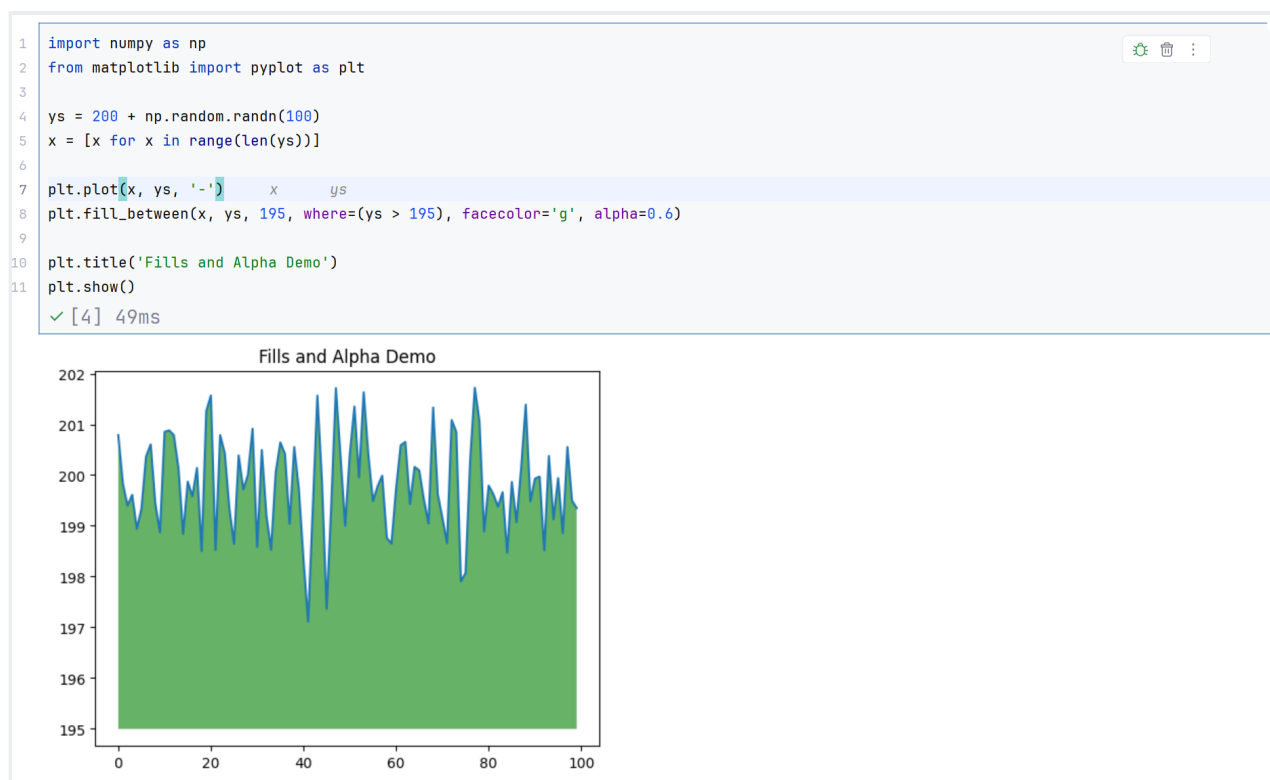 1 import numpy as np
2 from matplotlib import pyplot as plt
3
4 ys = 200 + np.random.randn(100)
5 x = [x for x in range(len(ys))]
6
7 plt.plot(x, ys, '-') x ys
8 plt.fill_between(x, ys, 195, where=(ys > 195), facecolor='g', alpha=0.6)
9
10 plt.title('Fills and Alpha Demo')
11 plt.show()
[4] 49ms
Fills and Alpha Demo
202
201
200
199
198
197
196
195
0 20 40 60 80 100